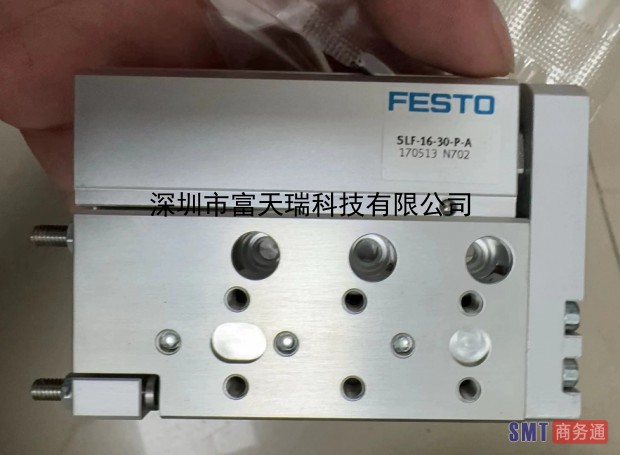 FESTO
SLF-16-30-P-A
170513 N702
深圳市富天瑞科技有限公司
SMT商务通